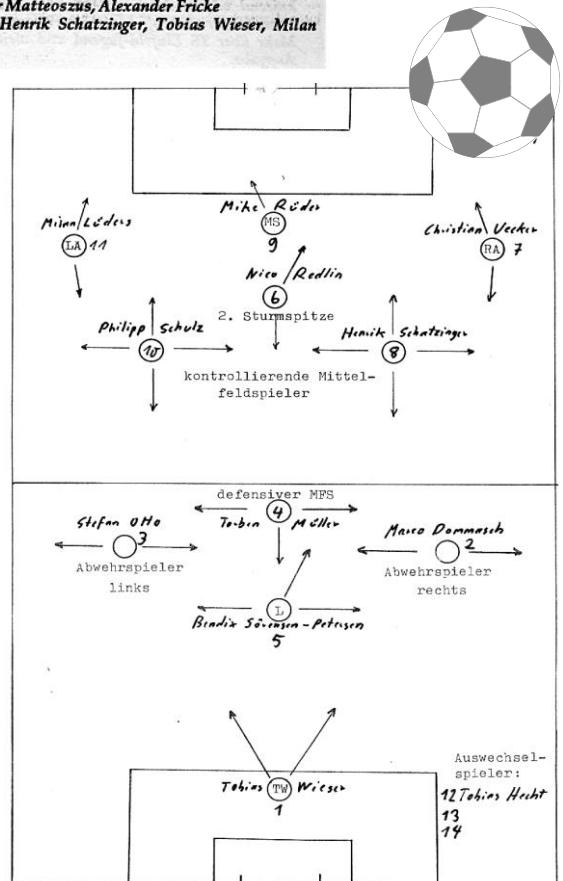 r Matteoszus, Alexander Fricke
Henrik Schatzinger, Tobias Wieser, Milan
Mike Rüder
MS
9
Milan Lüders
LA 11
Christian Uecker
RA 7
Nico Redlin
6
2. Sturmspitze
Philipp Schulz
10
Henrik Schatzinger
8
kontrollierende Mittel-
feldspieler
defensiver MFS
4
Torben Müller
Stefan Otto
3
Abwehrspieler
links
Marco Dommasch
2
Abwehrspieler
rechts
L
Bendix Sörensen-Petersen
5
Tobias TW Wieser
1
Auswechsel-
spieler:
12 Tobias Hecht
13
14